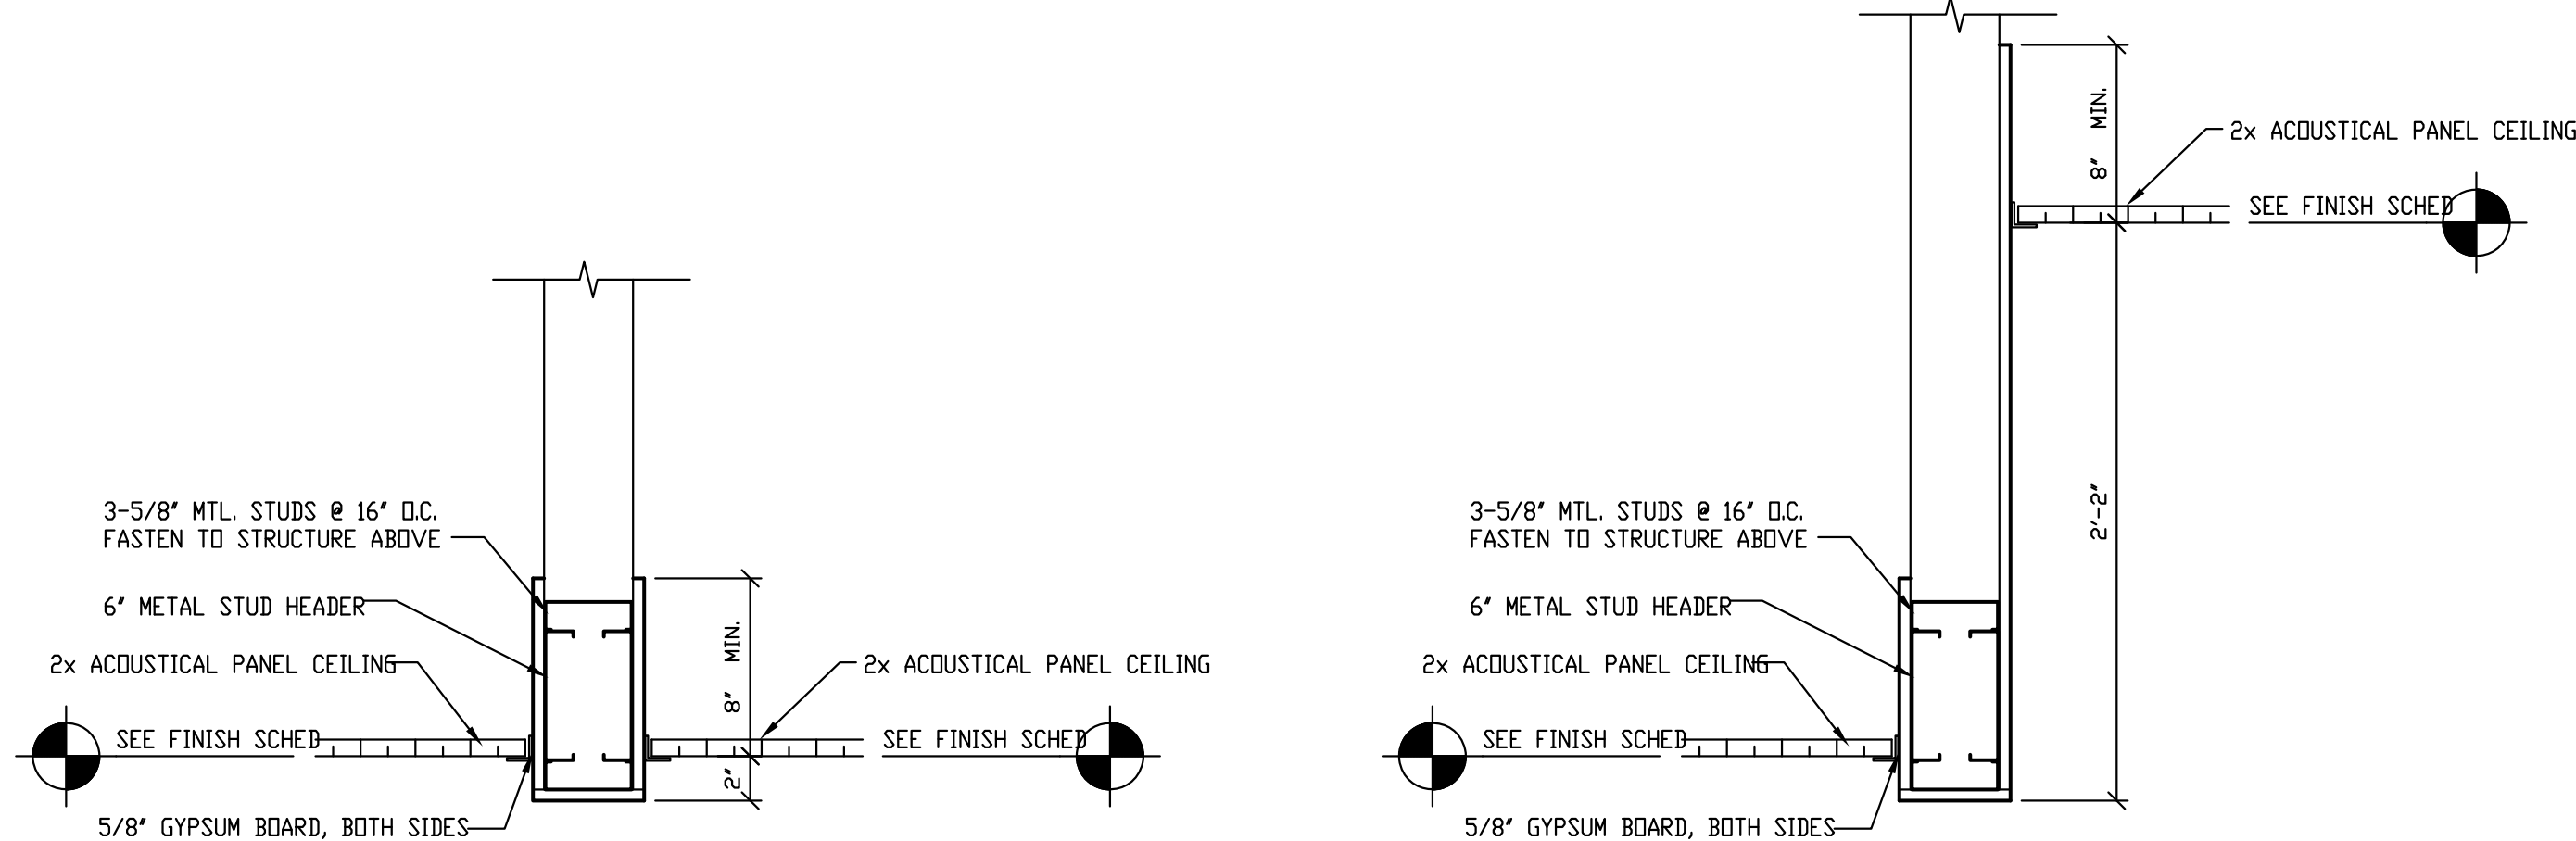 3-5/8" MTL. STUDS @ 16" O.C.
FASTEN TO STRUCTURE ABOVE
6" METAL STUD HEADER
2x ACOUSTICAL PANEL CEILING
SEE FINISH SCHED
5/8" GYPSUM BOARD, BOTH SIDES
8" MIN.
2"
2x ACOUSTICAL PANEL CEILING
SEE FINISH SCHED
3-5/8" MTL. STUDS @ 16" O.C.
FASTEN TO STRUCTURE ABOVE
6" METAL STUD HEADER
2x ACOUSTICAL PANEL CEILING
SEE FINISH SCHED
5/8" GYPSUM BOARD, BOTH SIDES
8" MIN.
2'-2"
2x ACOUSTICAL PANEL CEILING
SEE FINISH SCHED